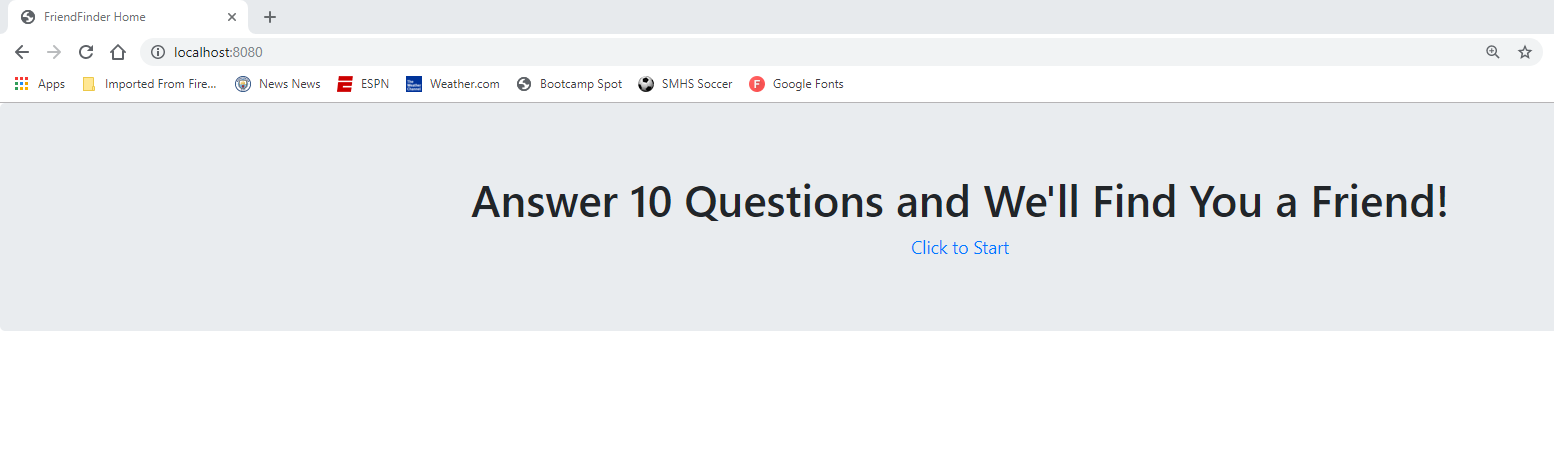 FriendFinder Home
localhost:8080
Apps Imported From Fire... News News ESPN Weather.com Bootcamp Spot SMHS Soccer F Google Fonts
Answer 10 Questions and We'll Find You a Friend!
Click to Start